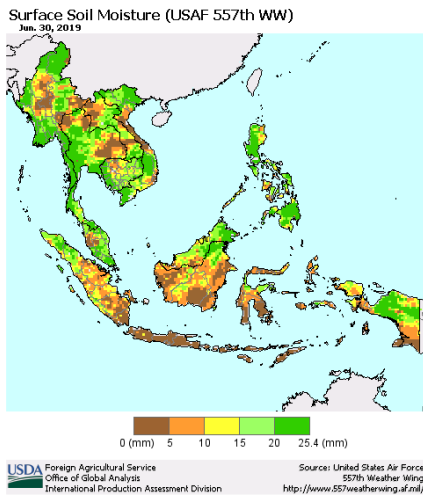 Surface Soil Moisture (USAF 557th WW)
Jun. 30, 2019
0 (mm) 5 10 15 20 25.4 (mm)
USDA Foreign Agricultural Service
Office of Global Analysis
International Production Assessment Division
Source: United States Air Force
557th Weather Wing
http://www.557weatherwing.af.mil/